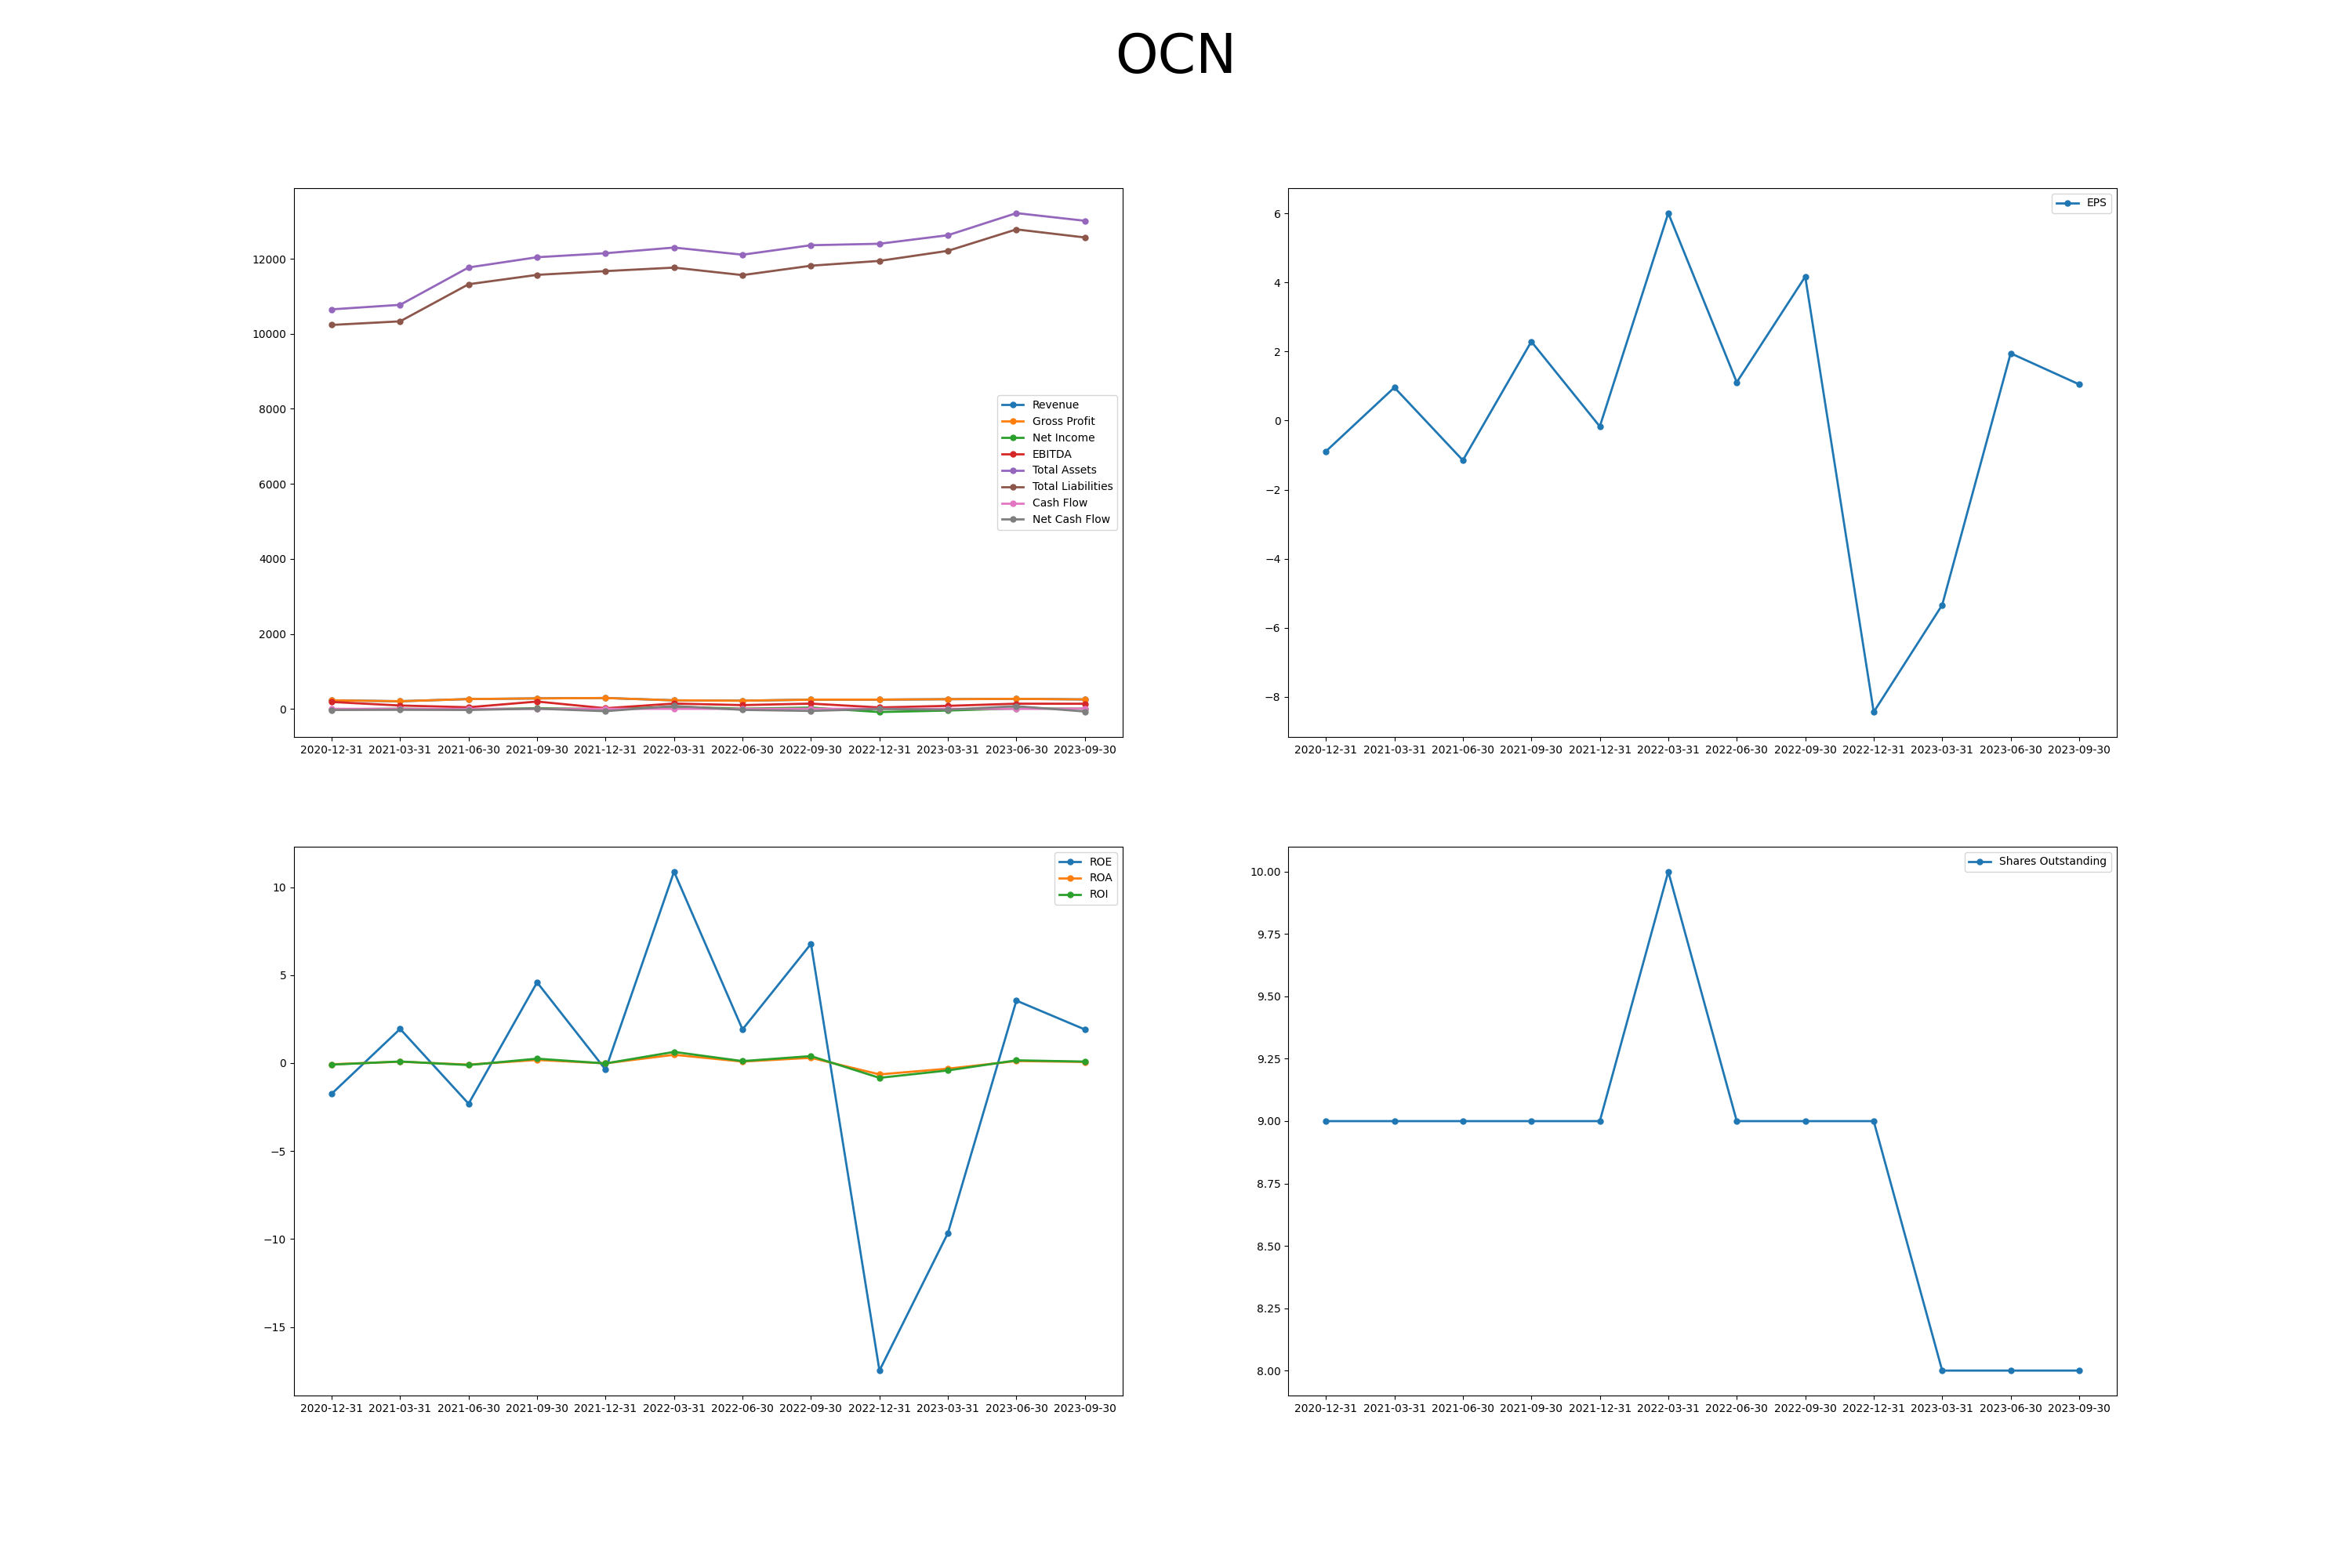 OCN
12000
10000
8000
6000
4000
2000
0
Revenue
Gross Profit
Net Income
EBITDA
Total Assets
Total Liabilities
Cash Flow
Net Cash Flow
2020-12-31 2021-03-31 2021-06-30 2021-09-30 2021-12-31 2022-03-31 2022-06-30 2022-09-30 2022-12-31 2023-03-31 2023-06-30 2023-09-30
6
4
2
0
−2
−4
−6
−8
EPS
2020-12-31 2021-03-31 2021-06-30 2021-09-30 2021-12-31 2022-03-31 2022-06-30 2022-09-30 2022-12-31 2023-03-31 2023-06-30 2023-09-30
10
5
0
−5
−10
−15
ROE
ROA
ROI
2020-12-31 2021-03-31 2021-06-30 2021-09-30 2021-12-31 2022-03-31 2022-06-30 2022-09-30 2022-12-31 2023-03-31 2023-06-30 2023-09-30
10.00
9.75
9.50
9.25
9.00
8.75
8.50
8.25
8.00
Shares Outstanding
2020-12-31 2021-03-31 2021-06-30 2021-09-30 2021-12-31 2022-03-31 2022-06-30 2022-09-30 2022-12-31 2023-03-31 2023-06-30 2023-09-30